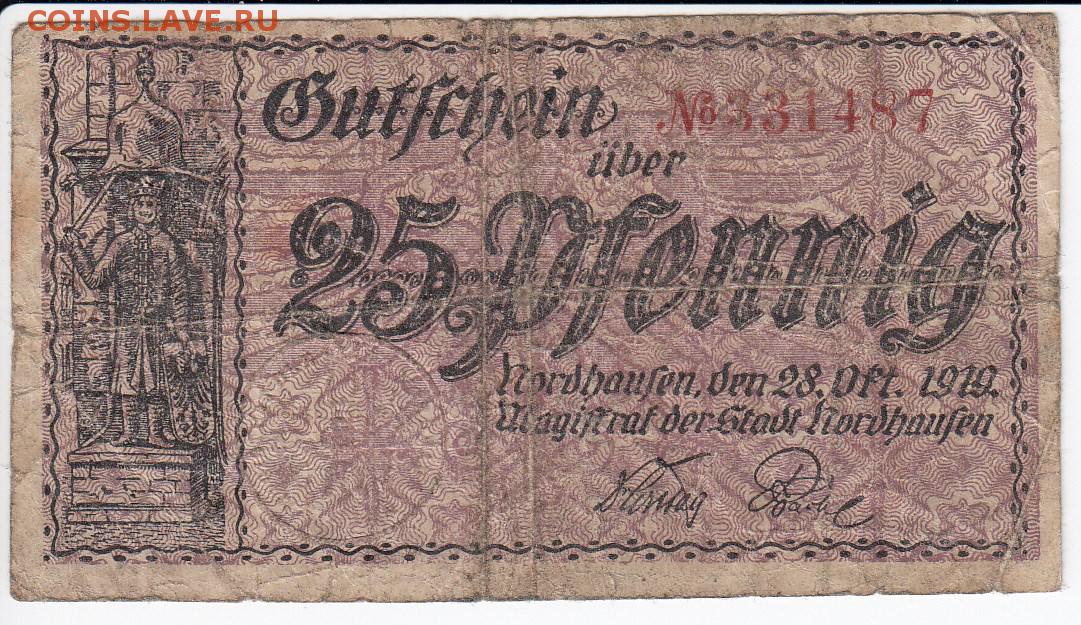 COINS.LAVE.RU
Gutschein
№331487
über
25 Pfennig
Nordhausen, den 28. Okt. 1919.
Magistrat der Stadt Nordhausen